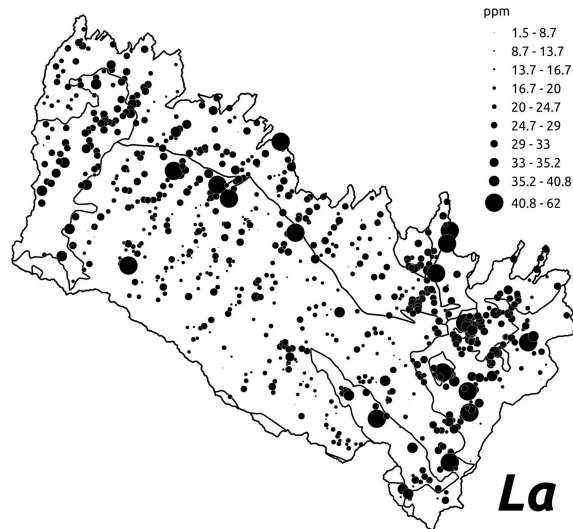 ppm
1.5 - 8.7
8.7 - 13.7
13.7 - 16.7
16.7 - 20
20 - 24.7
24.7 - 29
29 - 33
33 - 35.2
35.2 - 40.8
40.8 - 62
La